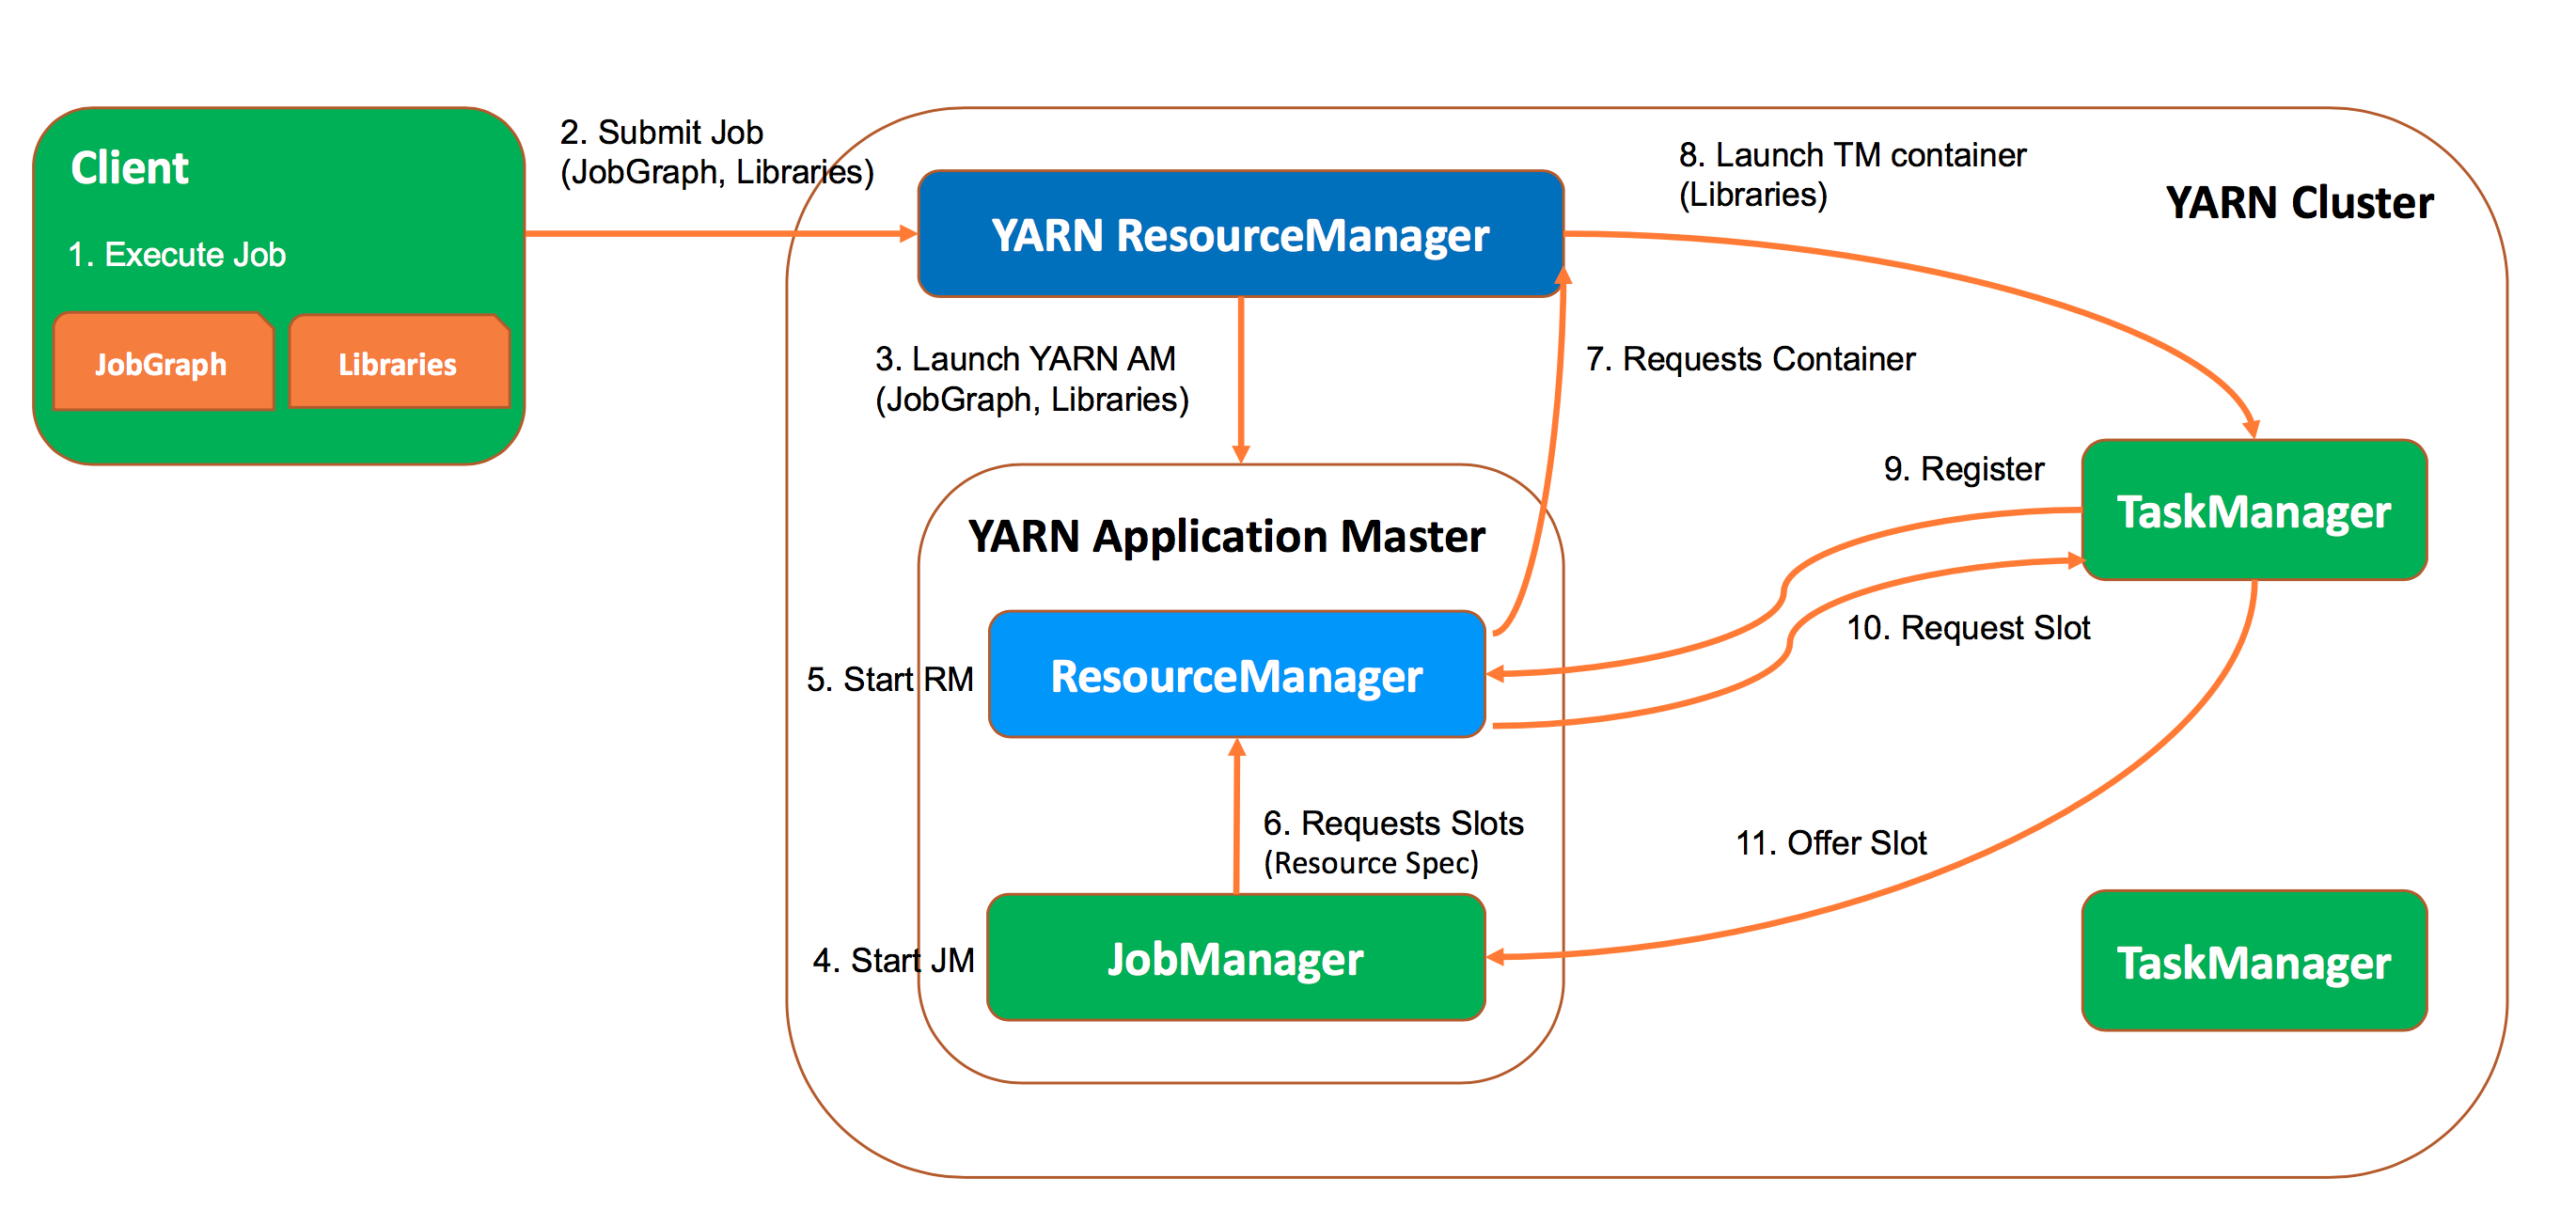 Client
1. Execute Job
JobGraph
Libraries
2. Submit Job
(JobGraph, Libraries)
YARN ResourceManager
8. Launch TM container
(Libraries)
YARN Cluster
3. Launch YARN AM
(JobGraph, Libraries)
7. Requests Container
YARN Application Master
9. Register
TaskManager
10. Request Slot
5. Start RM
ResourceManager
6. Requests Slots
(Resource Spec)
11. Offer Slot
4. Start JM
JobManager
TaskManager